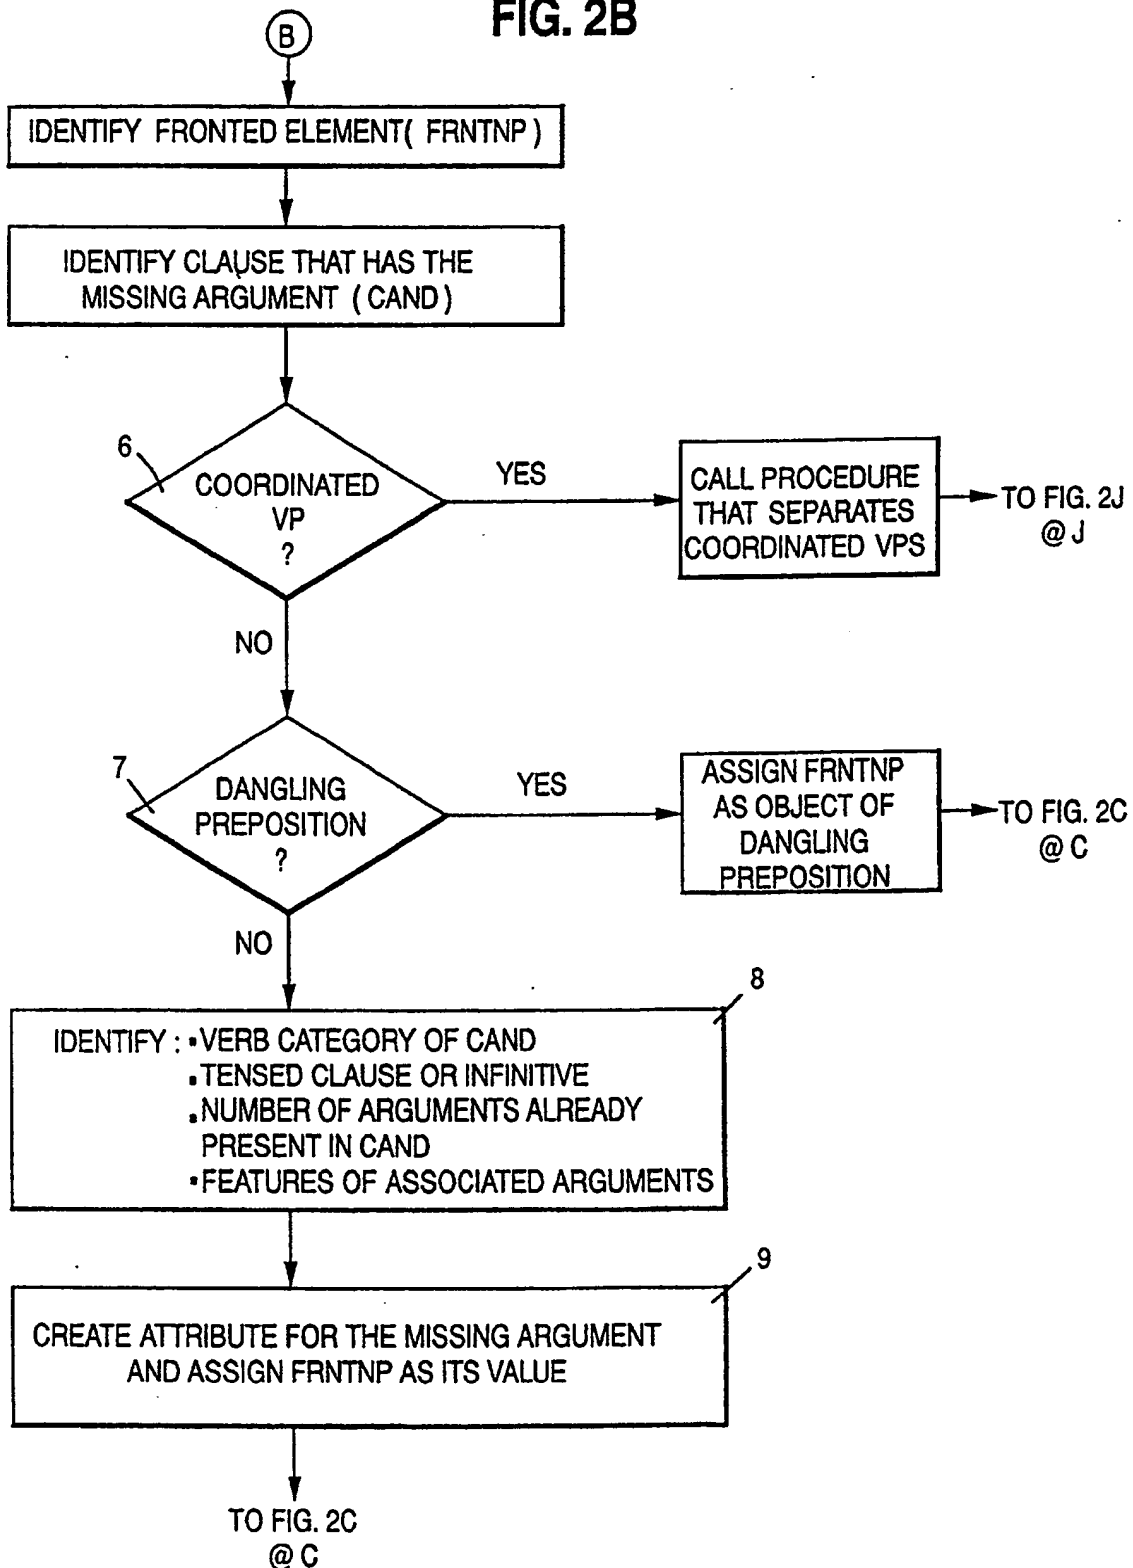 FIG. 2B
B
IDENTIFY FRONTED ELEMENT( FRNTNP )
IDENTIFY CLAUSE THAT HAS THE
MISSING ARGUMENT ( CAND )
6
COORDINATED
VP
?
YES
CALL PROCEDURE
THAT SEPARATES
COORDINATED VPS
TO FIG. 2J
@ J
NO
7
DANGLING
PREPOSITION
?
YES
ASSIGN FRNTNP
AS OBJECT OF
DANGLING
PREPOSITION
TO FIG. 2C
@ C
NO
8
IDENTIFY : •VERB CATEGORY OF CAND
•TENSED CLAUSE OR INFINITIVE
•NUMBER OF ARGUMENTS ALREADY
PRESENT IN CAND
•FEATURES OF ASSOCIATED ARGUMENTS
9
CREATE ATTRIBUTE FOR THE MISSING ARGUMENT
AND ASSIGN FRNTNP AS ITS VALUE
TO FIG. 2C
@ C